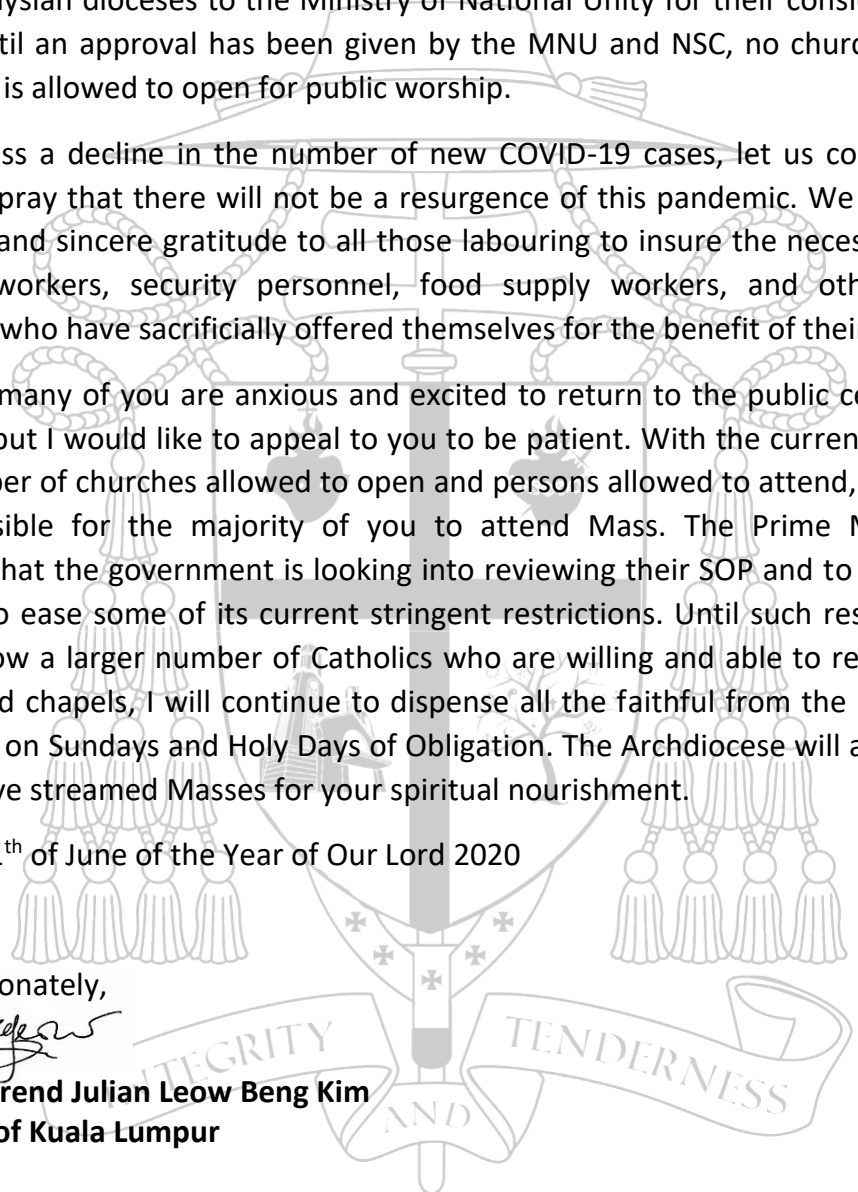 ysian dioceses to the Ministry of National Unity for their consi
til an approval has been given by the MNU and NSC, no churc
is allowed to open for public worship.
ss a decline in the number of new COVID-19 cases, let us co
pray that there will not be a resurgence of this pandemic. We
and sincere gratitude to all those labouring to insure the neces
workers, security personnel, food supply workers, and oth
who have sacrificially offered themselves for the benefit of their
many of you are anxious and excited to return to the public ce
but I would like to appeal to you to be patient. With the curren
er of churches allowed to open and persons allowed to attend,
sible for the majority of you to attend Mass. The Prime M
hat the government is looking into reviewing their SOP and to
o ease some of its current stringent restrictions. Until such res
ow a larger number of Catholics who are willing and able to re
d chapels, I will continue to dispense all the faithful from the
on Sundays and Holy Days of Obligation. The Archdiocese will a
ve streamed Masses for your spiritual nourishment.
th of June of the Year of Our Lord 2020
onately,
rend Julian Leow Beng Kim
of Kuala Lumpur
INTEGRITY
AND
TENDERNESS